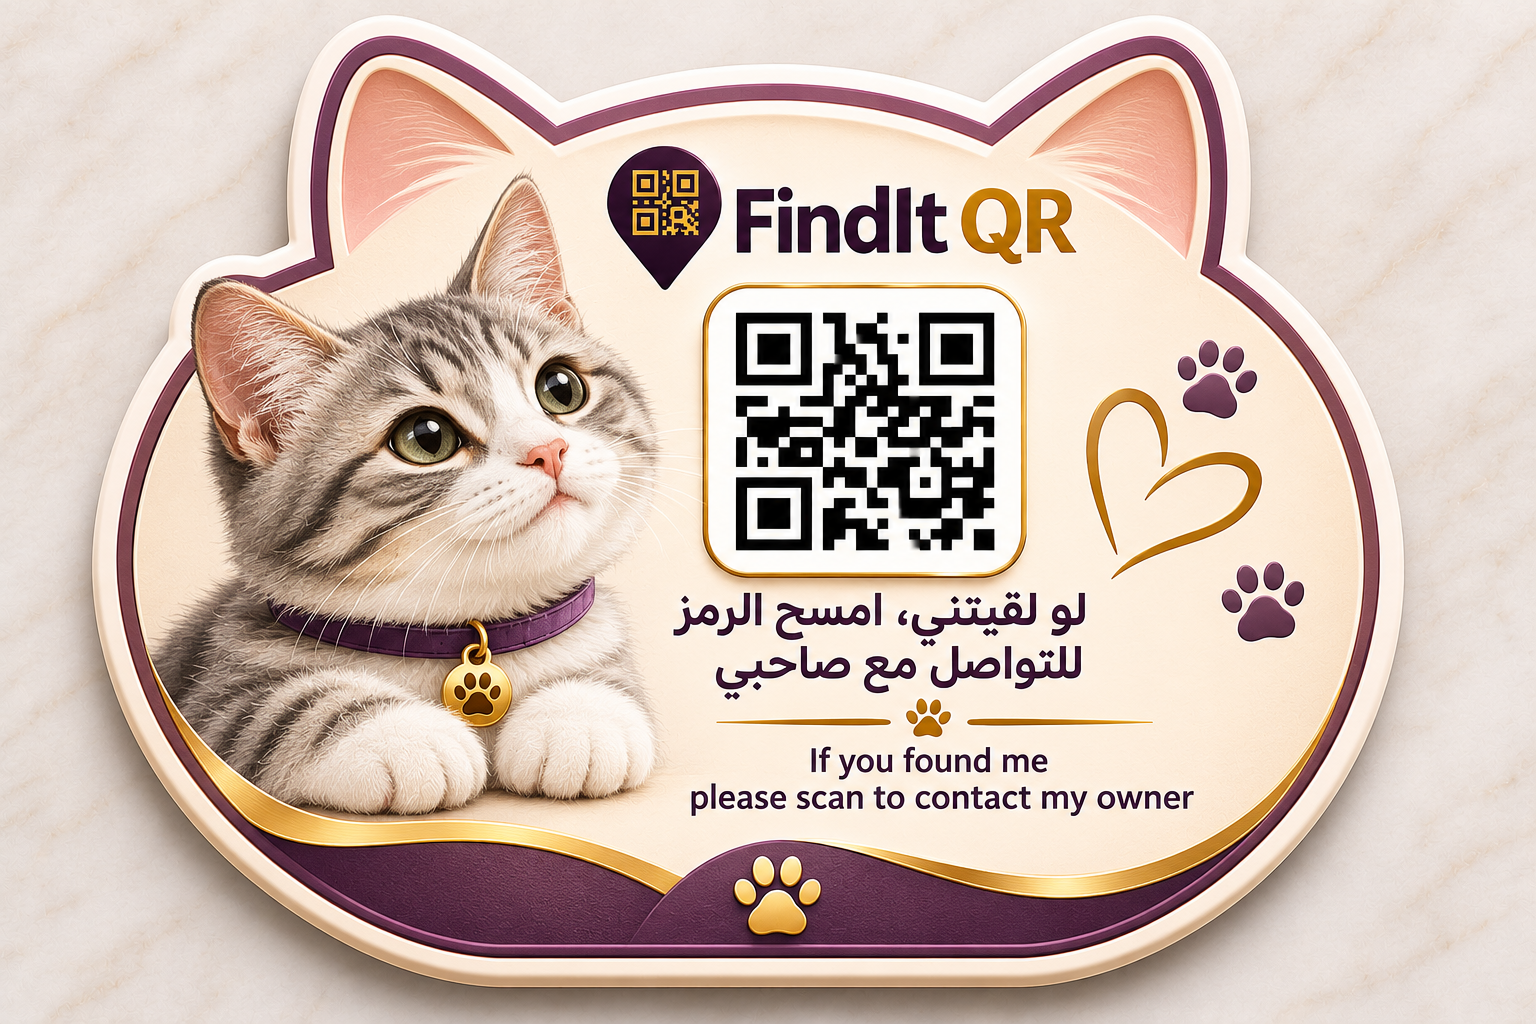 FindIt QR
لو لقيتني، امسح الرمز
للتواصل مع صاحبي
If you found me
please scan to contact my owner